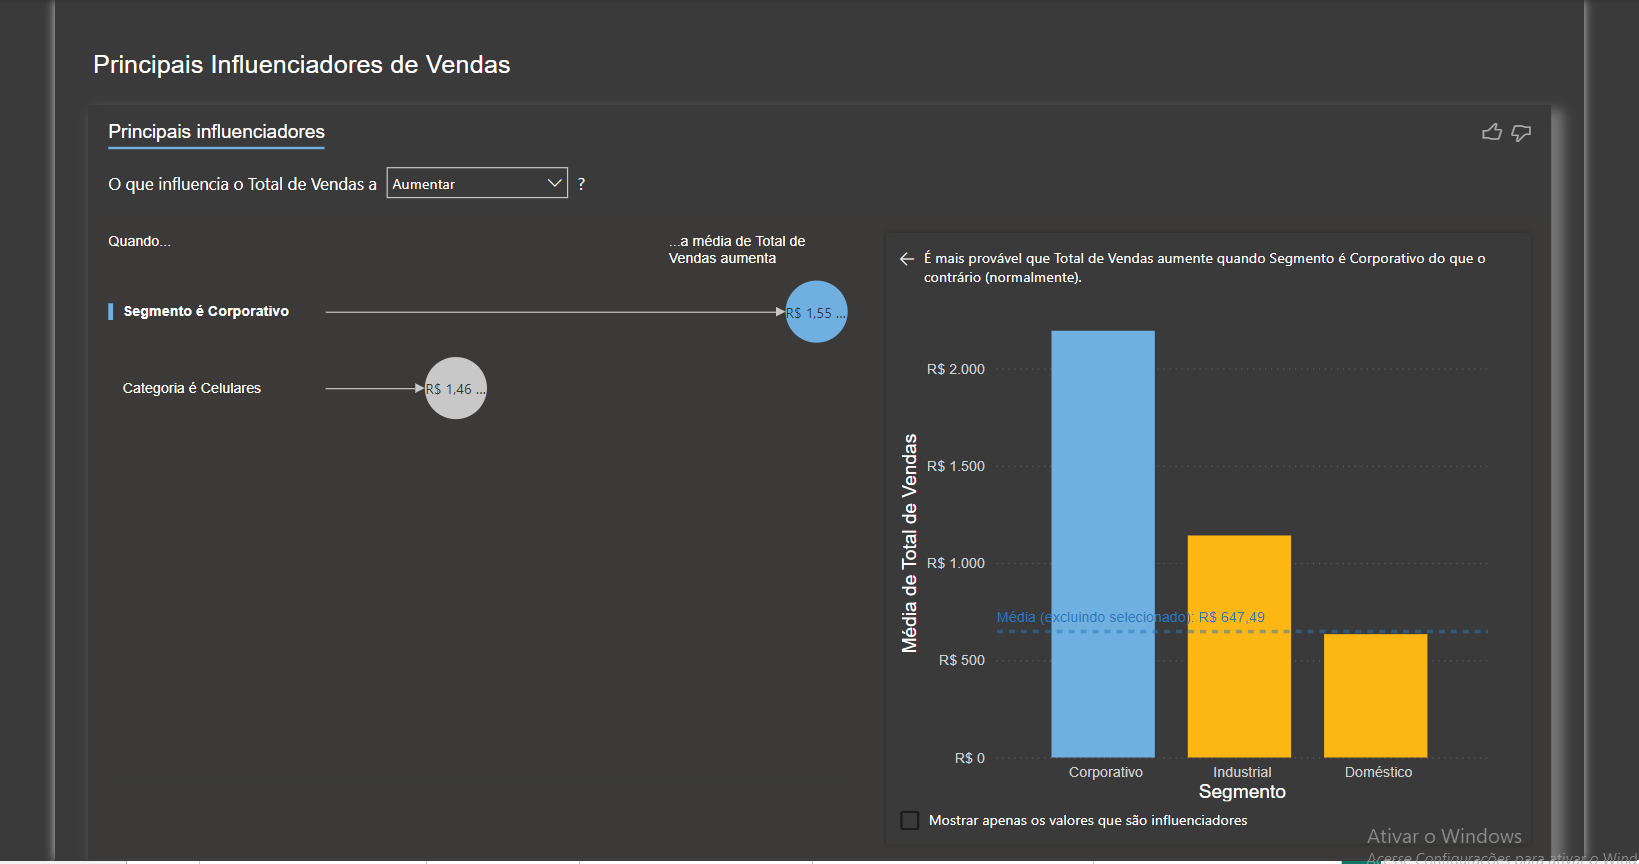 Principais Influenciadores de Vendas
Principais influenciadores
O que influencia o Total de Vendas a Aumentar ?
Quando...
...a média de Total de
Vendas aumenta
Segmento é Corporativo
R$ 1,55 ...
Categoria é Celulares
R$ 1,46 ...
É mais provável que Total de Vendas aumente quando Segmento é Corporativo do que o
contrário (normalmente).
Média de Total de Vendas
R$ 2.000
R$ 1.500
R$ 1.000
Média (excluindo selecionado): R$ 647,49
R$ 500
R$ 0
Corporativo Industrial Doméstico
Segmento
Mostrar apenas os valores que são influenciadores
Ativar o Windows
Acesse Configurações para ativar o Wind